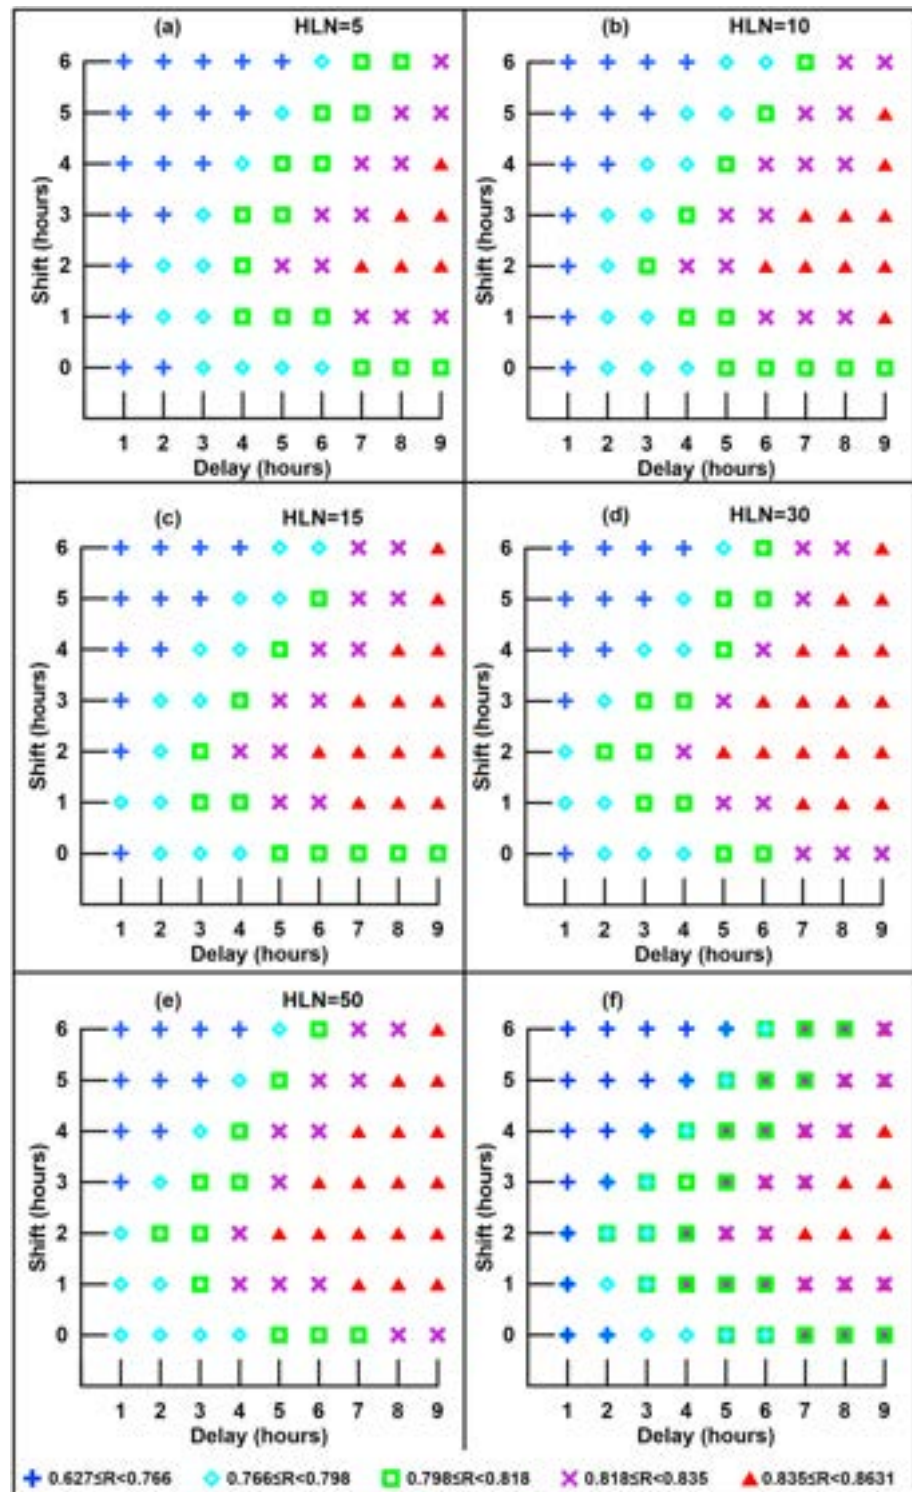 (a) HLN=5
6
5
4
3
2
1
0
Shift (hours)
1 2 3 4 5 6 7 8 9
Delay (hours)
(b) HLN=10
6
5
4
3
2
1
0
Shift (hours)
1 2 3 4 5 6 7 8 9
Delay (hours)
(c) HLN=15
6
5
4
3
2
1
0
Shift (hours)
1 2 3 4 5 6 7 8 9
Delay (hours)
(d) HLN=30
6
5
4
3
2
1
0
Shift (hours)
1 2 3 4 5 6 7 8 9
Delay (hours)
(e) HLN=50
6
5
4
3
2
1
0
Shift (hours)
1 2 3 4 5 6 7 8 9
Delay (hours)
(f)
6
5
4
3
2
1
0
Shift (hours)
1 2 3 4 5 6 7 8 9
Delay (hours)
0.627≤R<0.766 0.766≤R<0.798 0.798≤R<0.818 0.818≤R<0.835 0.835≤R<0.8631